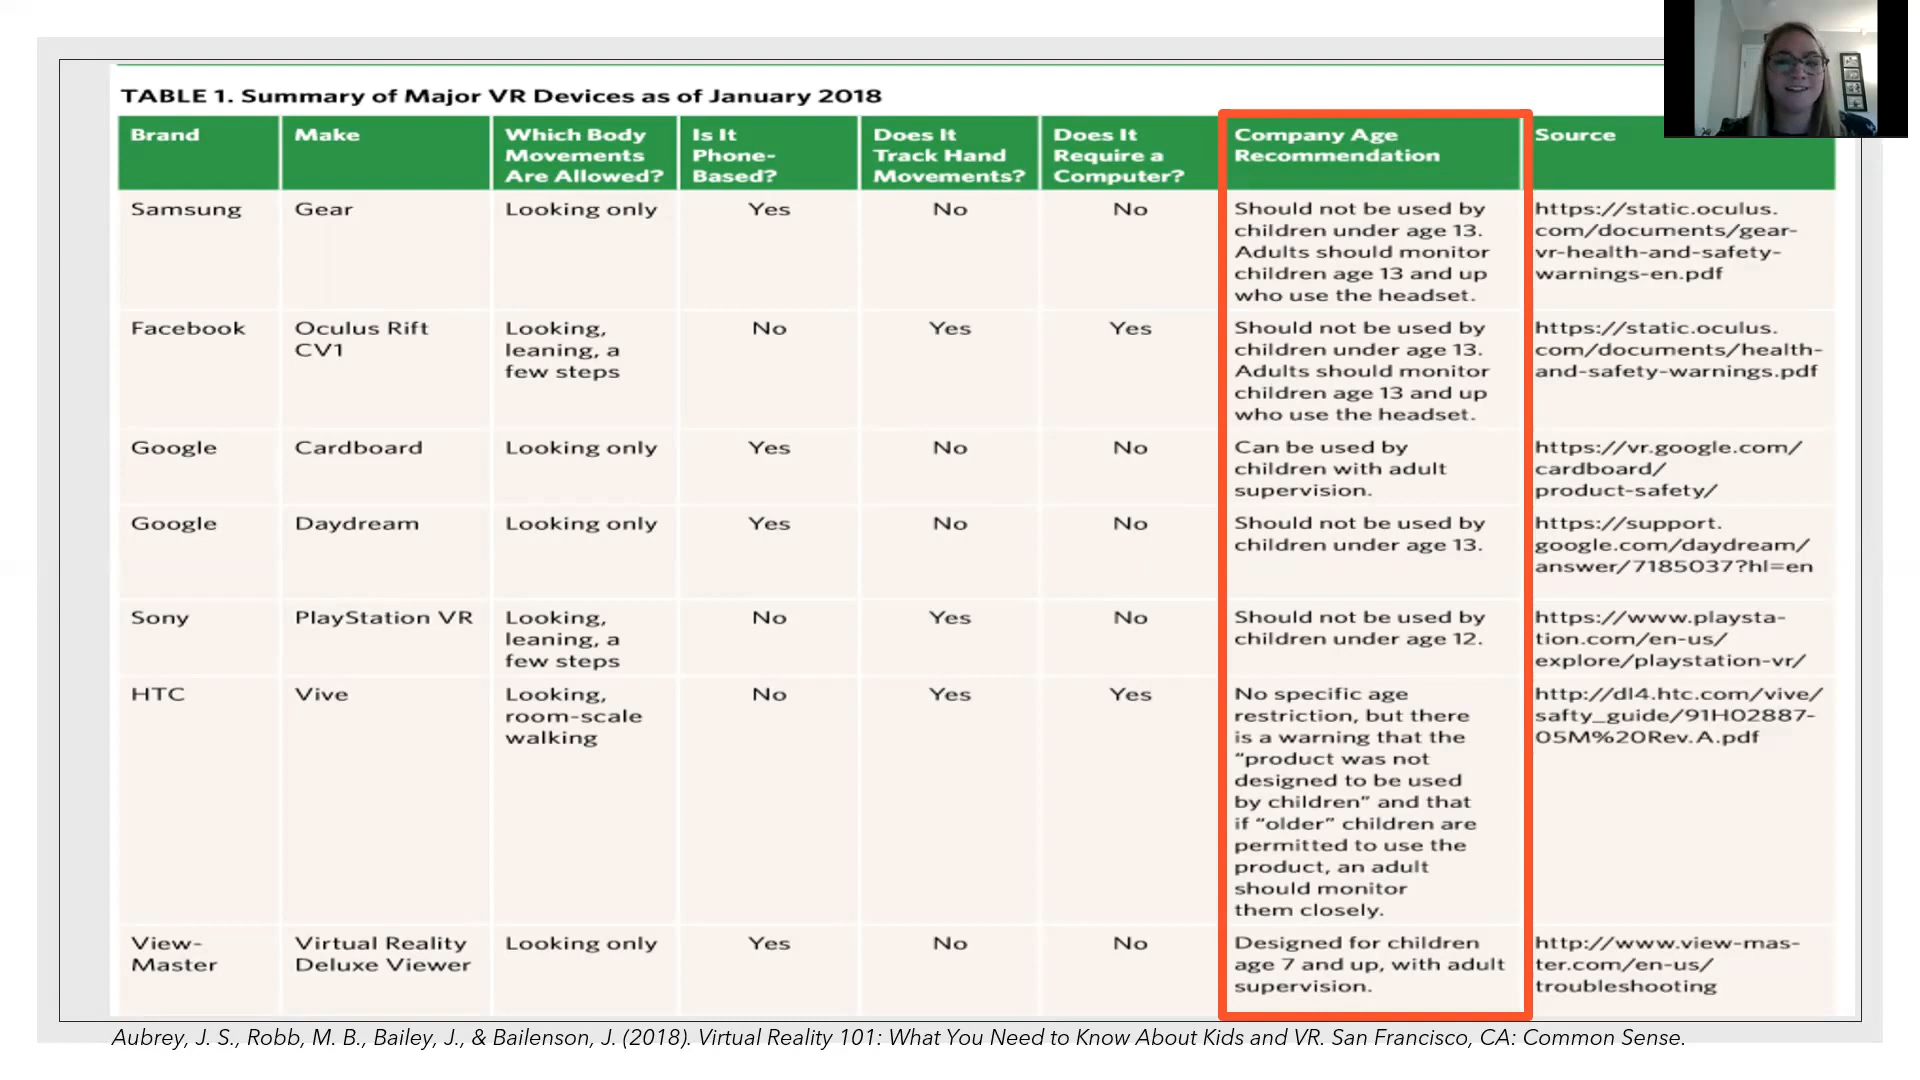 TABLE 1. Summary of Major VR Devices as of January 2018
Brand
Make
Which Body
Movements
Are Allowed?
Is It
Phone-
Based?
Does It
Track Hand
Movements?
Does It
Require a
Computer?
Company Age
Recommendation
Source
Samsung
Gear
Looking only
Yes
No
No
Should not be used by
children under age 13.
Adults should monitor
children age 13 and up
who use the headset.
https://static.oculus.
com/documents/gear-
vr-health-and-safety-
warnings-en.pdf
Facebook
Oculus Rift
CV1
Looking,
leaning, a
few steps
No
Yes
Yes
Should not be used by
children under age 13.
Adults should monitor
children age 13 and up
who use the headset.
https://static.oculus.
com/documents/health-
and-safety-warnings.pdf
Google
Cardboard
Looking only
Yes
No
No
Can be used by
children with adult
supervision.
https://vr.google.com/
cardboard/
product-safety/
Google
Daydream
Looking only
Yes
No
No
Should not be used by
children under age 13.
https://support.
google.com/daydream/
answer/7185037?hl=en
Sony
PlayStation VR
Looking,
leaning, a
few steps
No
Yes
No
Should not be used by
children under age 12.
https://www.playsta-
tion.com/en-us/
explore/playstation-vr/
HTC
Vive
Looking,
room-scale
walking
No
Yes
Yes
No specific age
restriction, but there
is a warning that the
“product was not
designed to be used
by children” and that
if “older” children are
permitted to use the
product, an adult
should monitor
them closely.
http://dl4.htc.com/vive/
safty_guide/91H02887-
05M%20Rev.A.pdf
View-
Master
Virtual Reality
Deluxe Viewer
Looking only
Yes
No
No
Designed for children
age 7 and up, with adult
supervision.
http://www.view-mas-
ter.com/en-us/
troubleshooting
Aubrey, J. S., Robb, M. B., Bailey, J., & Bailenson, J. (2018). Virtual Reality 101: What You Need to Know About Kids and VR. San Francisco, CA: Common Sense.